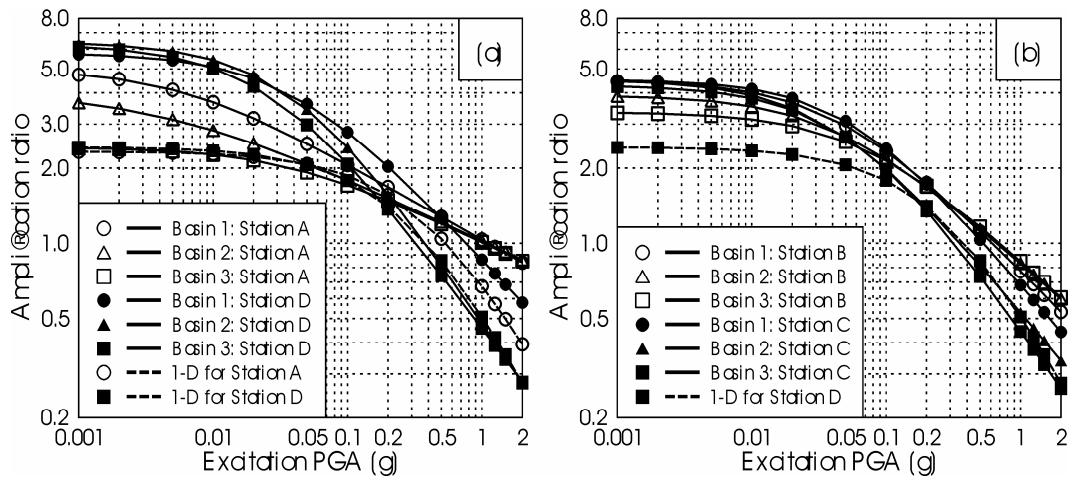 8.0
5.0
3.0
2.0
1.0
0.5
0.2
Ampli®cation ratio
(a)
Basin 1: Station A
Basin 2: Station A
Basin 3: Station A
Basin 1: Station D
Basin 2: Station D
Basin 3: Station D
1-D for Station A
1-D for Station D
0.001
0.01
0.05
0.1
0.2
0.5
1
2
Excitation PGA (g)
8.0
5.0
3.0
2.0
1.0
0.5
0.2
Ampli®cation ratio
(b)
Basin 1: Station B
Basin 2: Station B
Basin 3: Station B
Basin 1: Station C
Basin 2: Station C
Basin 3: Station C
1-D for Station D
0.001
0.01
0.05
0.1
0.2
0.5
1
2
Excitation PGA (g)